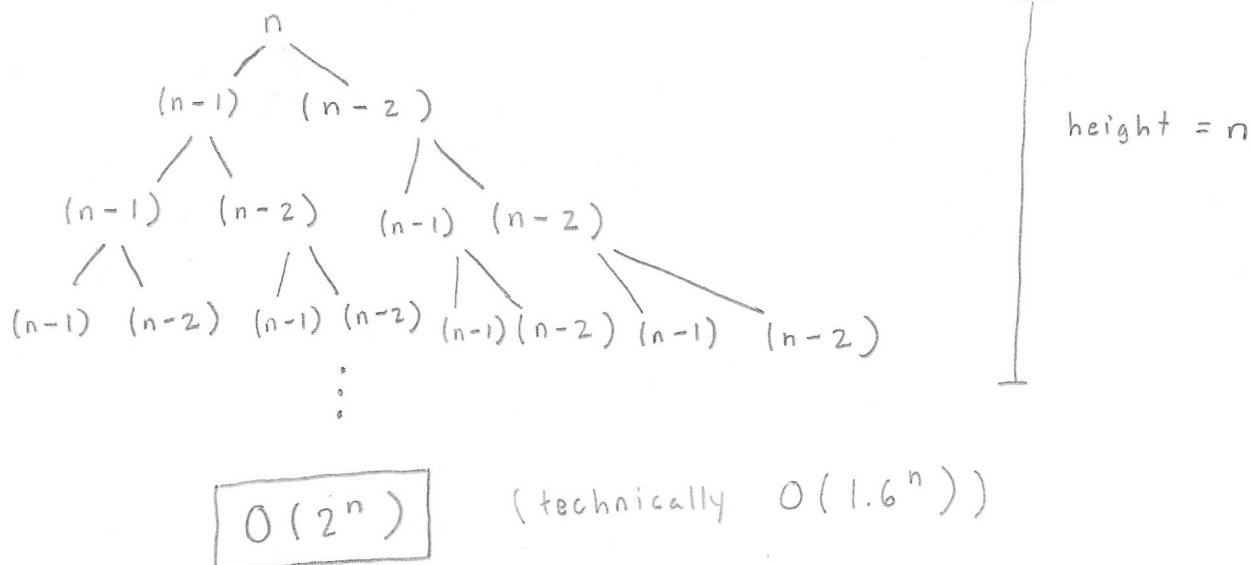 n
(n-1) (n-2)
height = n
(n-1) (n-2) (n-1) (n-2)
(n-1) (n-2) (n-1) (n-2) (n-1) (n-2) (n-1) (n-2)
O(2ⁿ) (technically O(1.6ⁿ))